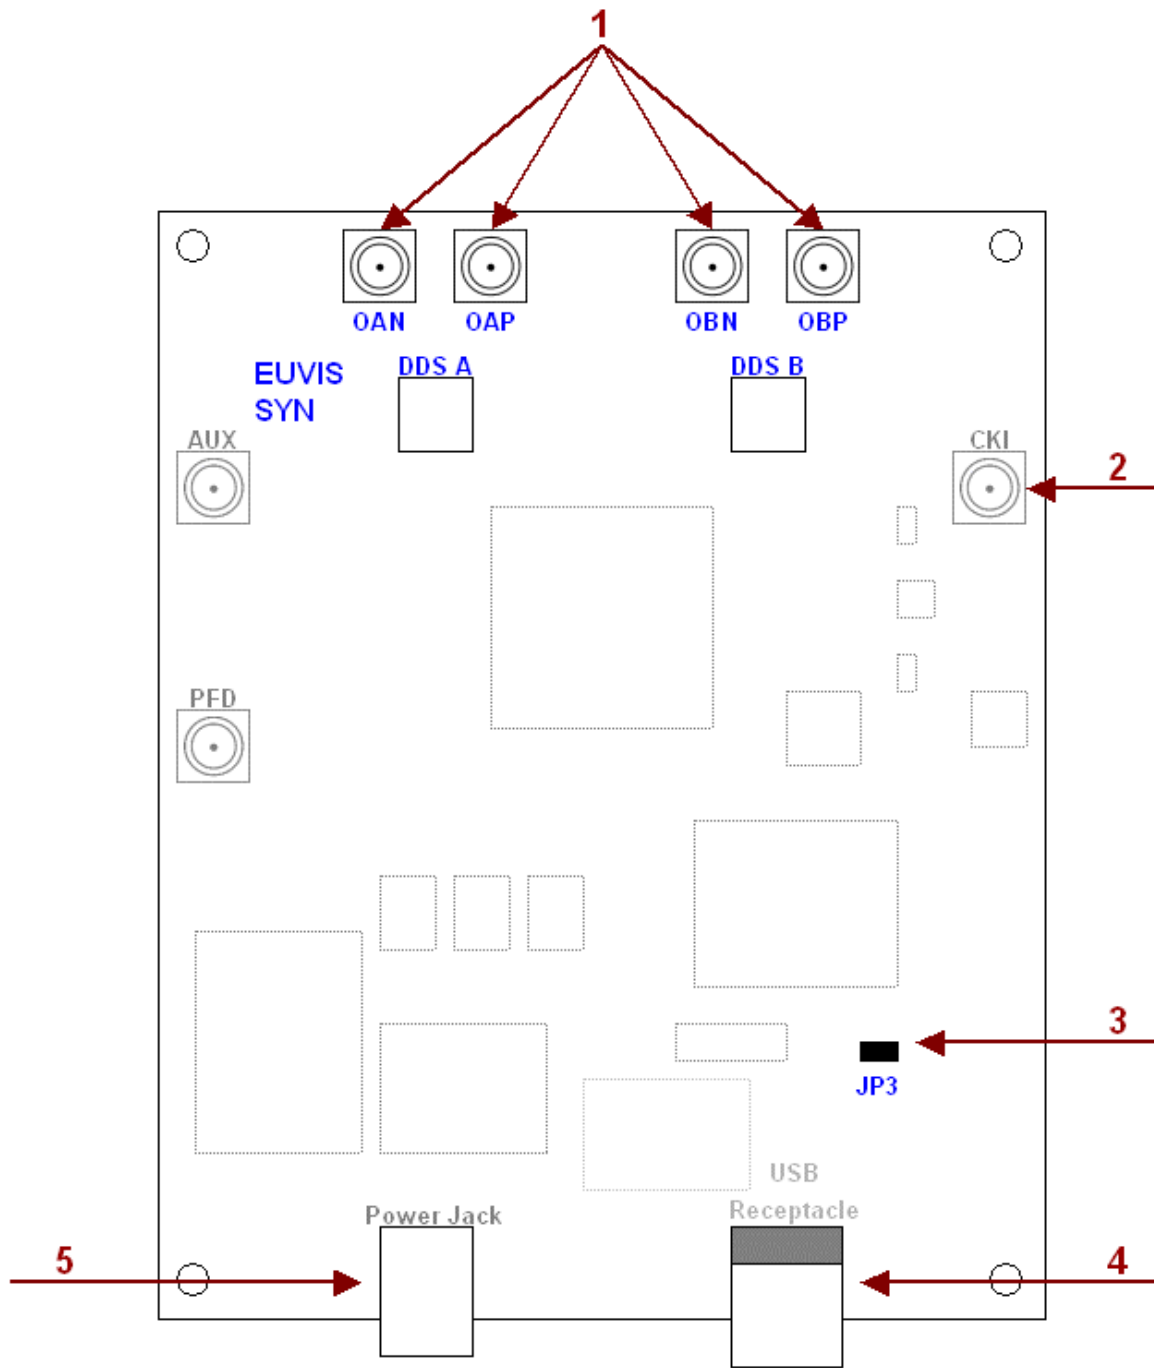 1
OAN
OAP
OBN
OBP
EUVIS
SYN
DDS A
DDS B
AUX
CKI
2
PFD
3
JP3
USB
Receptacle
Power Jack
5
4